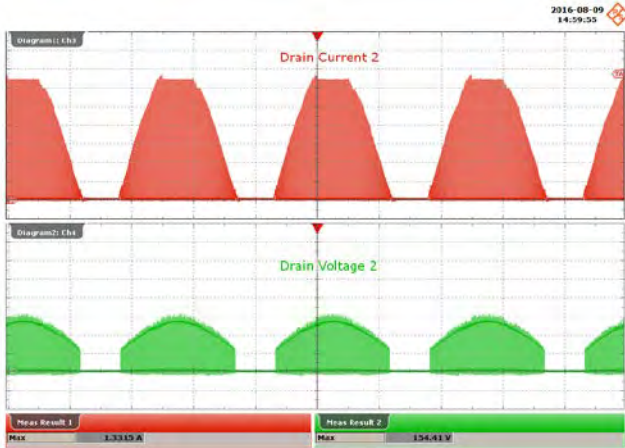 2016-08-09
14:59:55
Diagram1: Ch3
Drain Current 2
TA
Diagram2: Ch4
Drain Voltage 2
Meas Result 1
Meas Result 2
Max 1.3315 A
Max 154.41 V